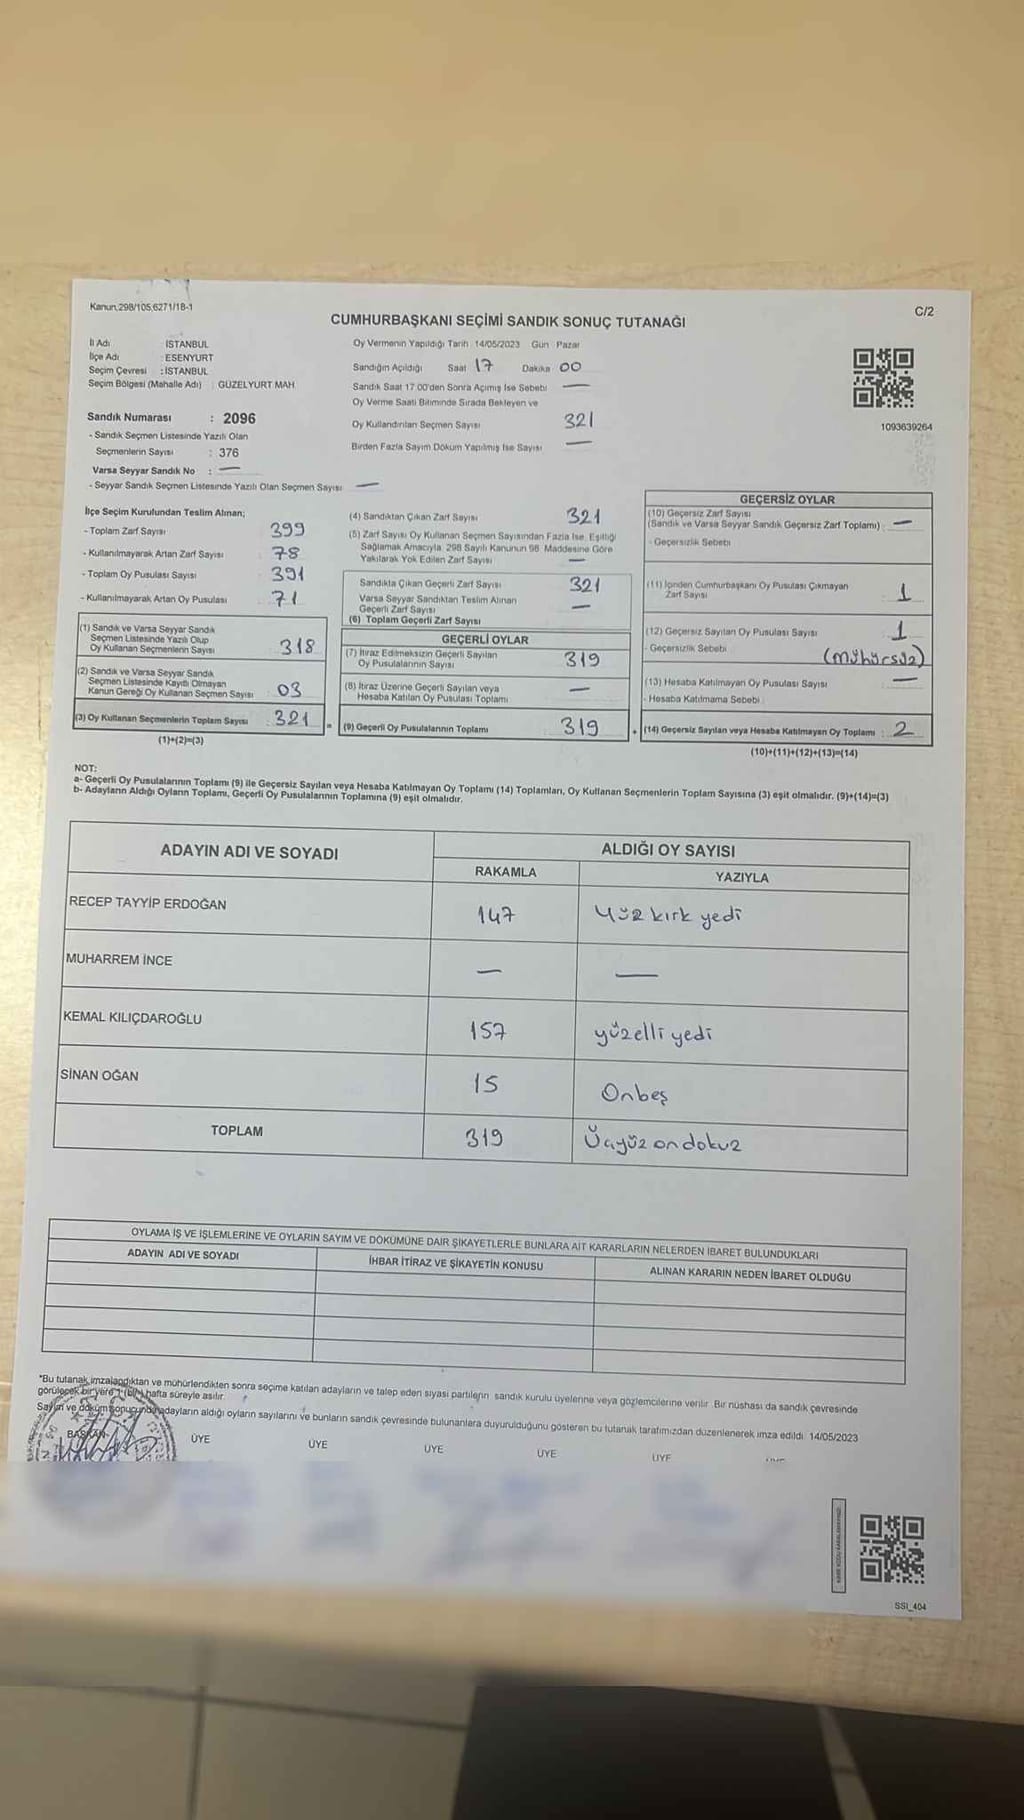 Kanun,298/105,6271/18-1
C/2
CUMHURBAŞKANI SEÇİMİ SANDIK SONUÇ TUTANAĞI
İl Adı : İSTANBUL
İlçe Adı : ESENYURT
Seçim Çevresi : İSTANBUL
Seçim Bölgesi (Mahalle Adı) : GÜZELYURT MAH
Sandık Numarası : 2096
- Sandık Seçmen Listesinde Yazılı Olan
Seçmenlerin Sayısı : 376
Varsa Seyyar Sandık No : —
- Seyyar Sandık Seçmen Listesinde Yazılı Olan Seçmen Sayısı —
Oy Vermenin Yapıldığı Tarih : 14/05/2023 Gün : Pazar
Sandığın Açıldığı Saat 17 Dakika 00
Sandık Saat 17:00'den Sonra Açımış İse Sebebi —
Oy Verme Saati Bitiminde Sırada Bekleyen ve
Oy Kullandırılan Seçmen Sayısı 321
Birden Fazla Sayım Döküm Yapılmış İse Sayısı —
1093639264
İlçe Seçim Kurulundan Teslim Alınan;
- Toplam Zarf Sayısı 399
- Kullanılmayarak Artan Zarf Sayısı 78
- Toplam Oy Pusulası Sayısı 391
- Kullanılmayarak Artan Oy Pusulası 71
(1) Sandık ve Varsa Seyyar Sandık
Seçmen Listesinde Yazılı Olup
Oy Kullanan Seçmenlerin Sayısı 318
(2) Sandık ve Varsa Seyyar Sandık
Seçmen Listesinde Kayıtlı Olmayan
Kanun Gereği Oy Kullanan Seçmen Sayısı 03
(3) Oy Kullanan Seçmenlerin Toplam Sayısı 321 =
(1)+(2)=(3)
(4) Sandıktan Çıkan Zarf Sayısı 321
(5) Zarf Sayısı Oy Kullanan Seçmen Sayısından Fazla İse, Eşitliği
Sağlamak Amacıyla 298 Sayılı Kanunun 98. Maddesine Göre
Yakılarak Yok Edilen Zarf Sayısı —
Sandıkta Çıkan Geçerli Zarf Sayısı 321
Varsa Seyyar Sandıktan Teslim Alınan
Geçerli Zarf Sayısı —
(6) Toplam Geçerli Zarf Sayısı
GEÇERLİ OYLAR
(7) İtiraz Edilmeksizin Geçerli Sayılan
Oy Pusulalarının Sayısı 319
(8) İtiraz Üzerine Geçerli Sayılan veya
Hesaba Katılan Oy Pusulası Toplamı —
(9) Geçerli Oy Pusulalarının Toplamı 319 +
GEÇERSİZ OYLAR
(10) Geçersiz Zarf Sayısı
(Sandık ve Varsa Seyyar Sandık Geçersiz Zarf Toplamı) : —
- Geçersizlik Sebebi
(11) İçinden Cumhurbaşkanı Oy Pusulası Çıkmayan
Zarf Sayısı 1
(12) Geçersiz Sayılan Oy Pusulası Sayısı 1
- Geçersizlik Sebebi (mühürsüz)
(13) Hesaba Katılmayan Oy Pusulası Sayısı —
- Hesaba Katılmama Sebebi
(14) Geçersiz Sayılan veya Hesaba Katılmayan Oy Toplamı : 2
(10)+(11)+(12)+(13)=(14)
NOT:
a- Geçerli Oy Pusulalarının Toplamı (9) ile Geçersiz Sayılan veya Hesaba Katılmayan Oy Toplamı (14) Toplamları, Oy Kullanan Seçmenlerin Toplam Sayısına (3) eşit olmalıdır. (9)+(14)=(3)
b- Adayların Aldığı Oyların Toplamı, Geçerli Oy Pusulalarının Toplamına (9) eşit olmalıdır.
ADAYIN ADI VE SOYADI ALDIĞI OY SAYISI
RAKAMLA YAZIYLA
RECEP TAYYİP ERDOĞAN 147 Yüz kırk yedi
MUHARREM İNCE — —
KEMAL KILIÇDAROĞLU 157 yüzelli yedi
SİNAN OĞAN 15 Onbeş
TOPLAM 319 Üçyüz on dokuz
OYLAMA İŞ VE İŞLEMLERİNE VE OYLARIN SAYIM VE DÖKÜMÜNE DAİR ŞİKAYETLERLE BUNLARA AİT KARARLARIN NELERDEN İBARET BULUNDUKLARI
ADAYIN ADI VE SOYADI İHBAR İTİRAZ VE ŞİKAYETİN KONUSU ALINAN KARARIN NEDEN İBARET OLDUĞU
*Bu tutanak imzalandıktan ve mühürlendikten sonra seçime katılan adayların ve talep eden siyasi partilerin sandık kurulu üyelerine veya gözlemcilerine verilir. Bir nüshası da sandık çevresinde
görülecek bir yere 1 (bir) hafta süreyle asılır.
Sayım ve döküm sonucunda adayların aldığı oyların sayılarını ve bunların sandık çevresinde bulunanlara duyurulduğunu gösteren bu tutanak tarafımızdan düzenlenerek imza edildi. 14/05/2023
BAŞKAN ÜYE ÜYE ÜYE ÜYE ÜYE
SSI_404